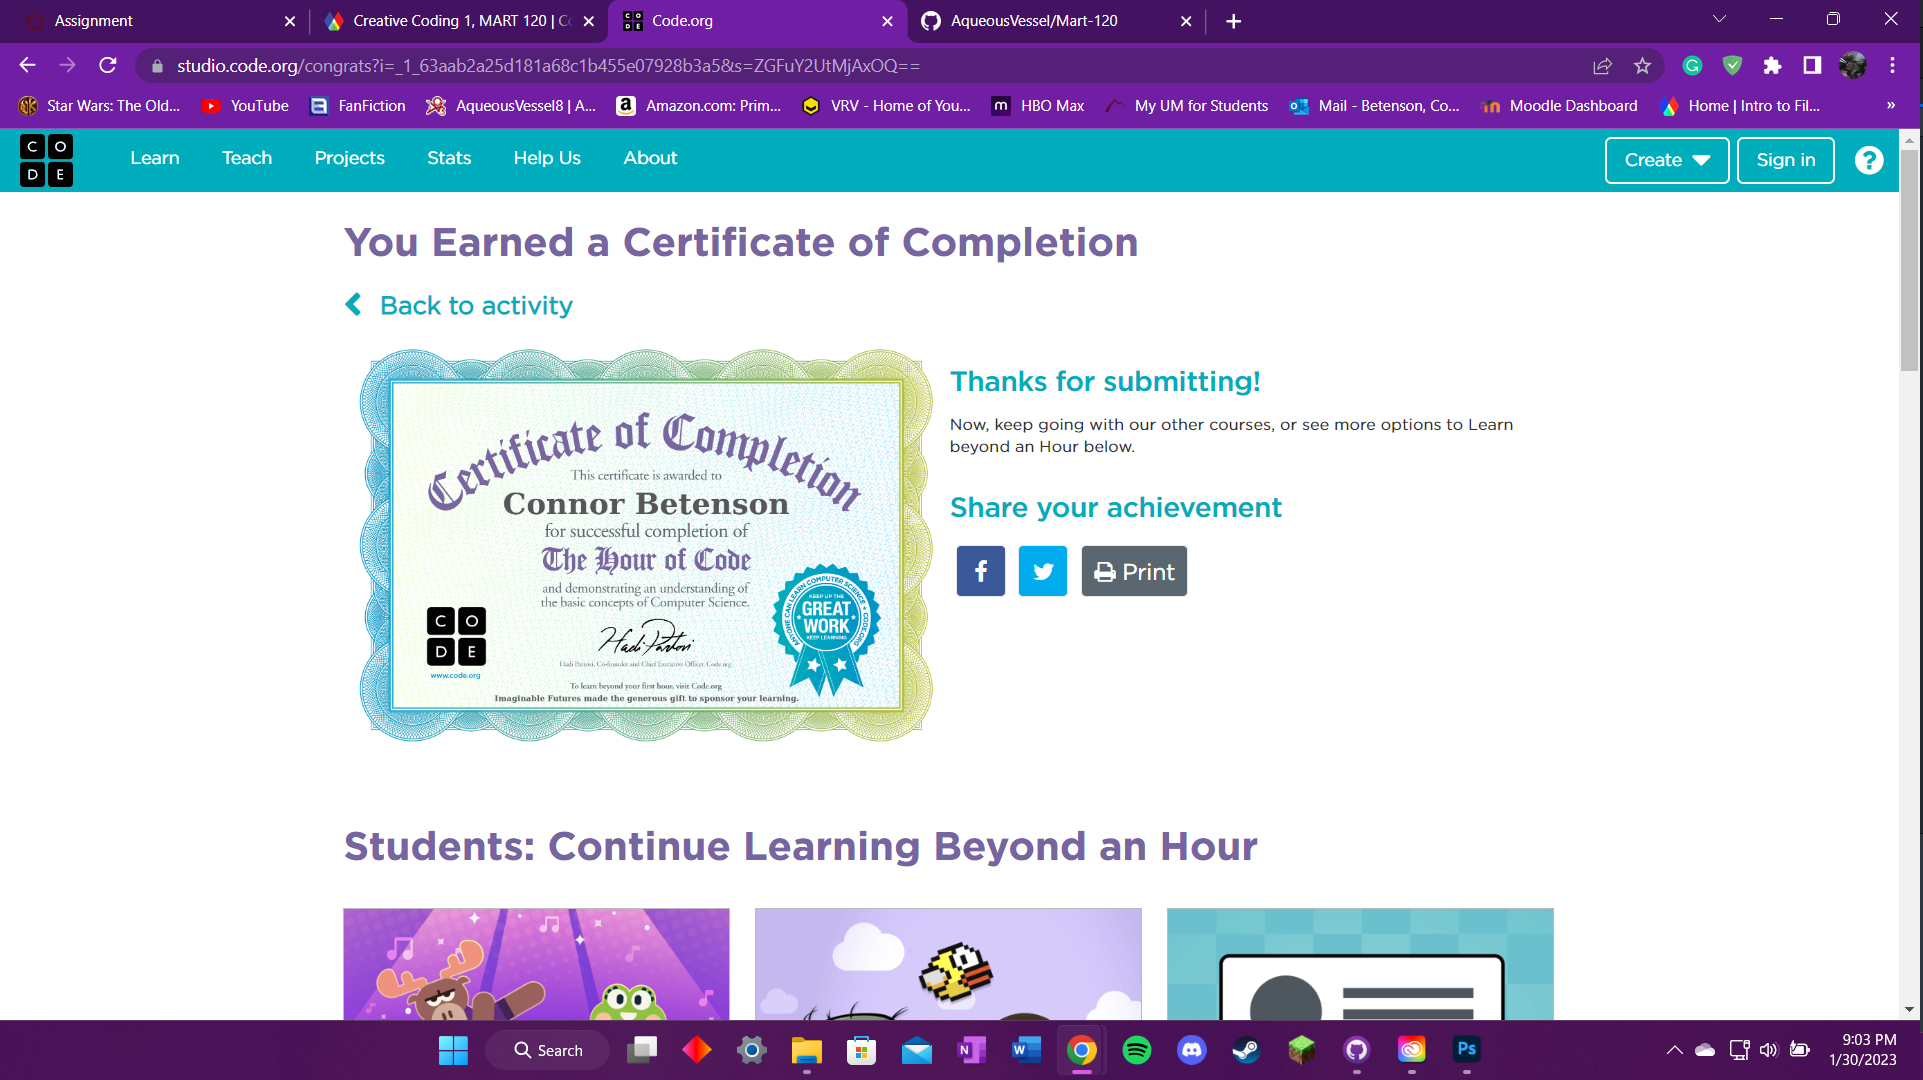 Assignment
Creative Coding 1, MART 120 | Co
Code.org
AqueousVessel/Mart-120
studio.code.org/congrats?i=_1_63aab2a25d181a68c1b455e07928b3a5&s=ZGFuY2UtMjAxOQ==
Star Wars: The Old...
YouTube
FanFiction
AqueousVessel8 | A...
Amazon.com: Prim...
VRV - Home of You...
HBO Max
My UM for Students
Mail - Betenson, Co...
Moodle Dashboard
Home | Intro to Fil...
»
C O
D E
Learn
Teach
Projects
Stats
Help Us
About
Create
Sign in
?
You Earned a Certificate of Completion
Back to activity
Certificate of Completion
This certificate is awarded to
Connor Betenson
for successful completion of
The Hour of Code
and demonstrating an understanding of
the basic concepts of Computer Science.
C O
D E
www.code.org
Hadi Partovi
Hadi Partovi, Co-founder and Chief Executive Officer, Code.org
To learn beyond your first hour, visit Code.org
Imaginable Futures made the generous gift to sponsor your learning.
ANYONE CAN LEARN COMPUTER SCIENCE • CODE.ORG •
KEEP UP THE
GREAT
WORK
KEEP LEARNING
Thanks for submitting!
Now, keep going with our other courses, or see more options to Learn
beyond an Hour below.
Share your achievement
Print
Students: Continue Learning Beyond an Hour
Search
9:03 PM
1/30/2023